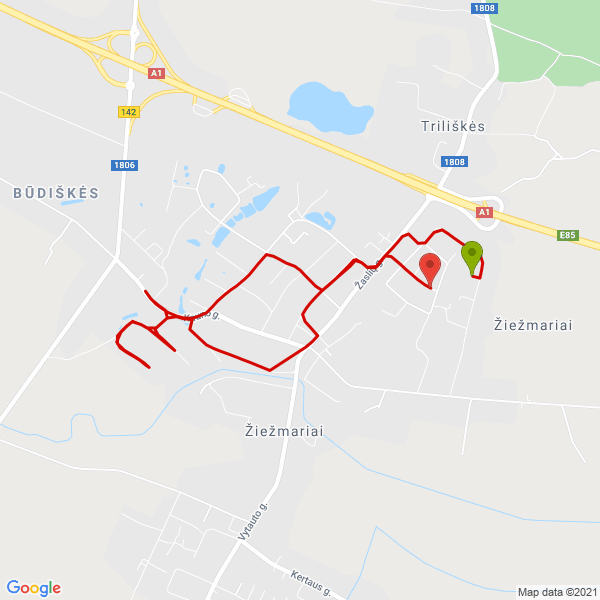 1808
A1
142
Triliškės
1806
1808
BŪDIŠKĖS
A1
E85
Žaslių g.
Kauno g.
Žiežmariai
Žiežmariai
Vytauto g.
Kertaus g.
Google
Map data ©2021